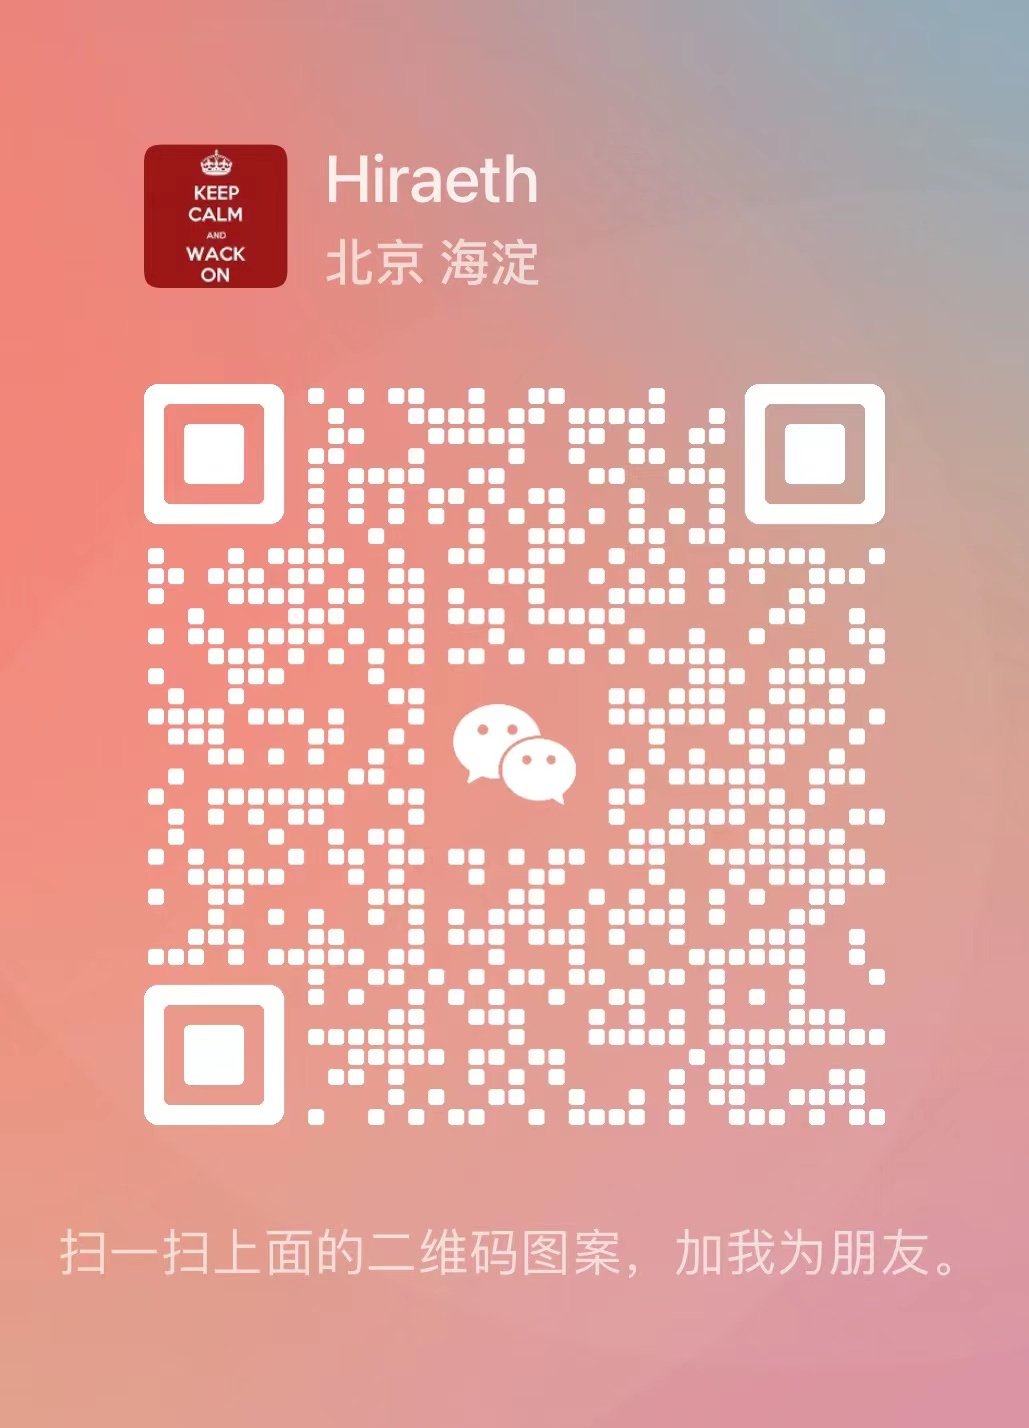 KEEP
CALM
AND
WACK
ON
Hiraeth
北京 海淀
扫一扫上面的二维码图案，加我为朋友。